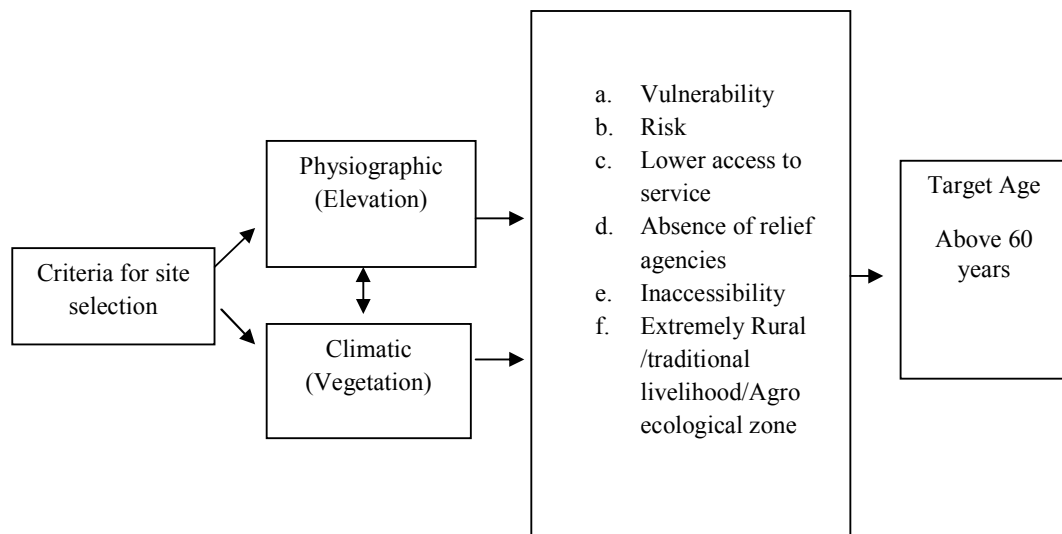 Criteria for site
selection
Physiographic
(Elevation)
Climatic
(Vegetation)
a. Vulnerability
b. Risk
c. Lower access to
service
d. Absence of relief
agencies
e. Inaccessibility
f. Extremely Rural
/traditional
livelihood/Agro
ecological zone
Target Age
Above 60
years